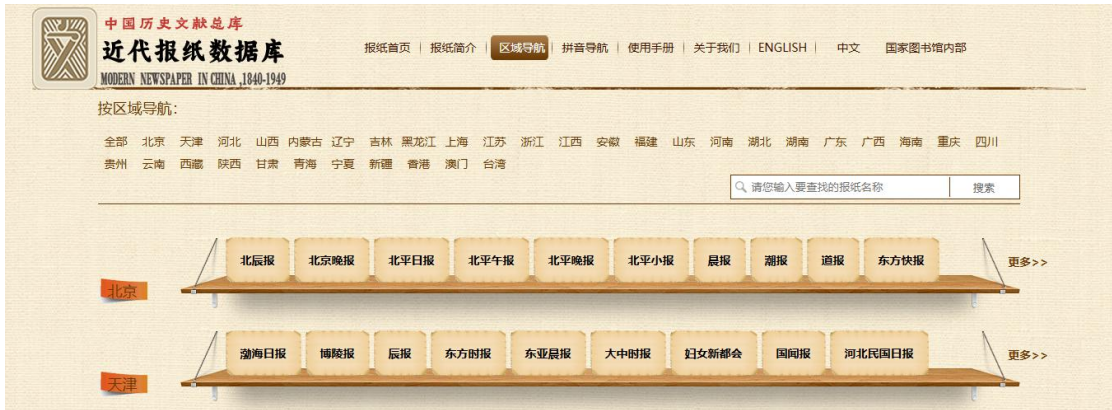 中国历史文献总库
近代报纸数据库
MODERN NEWSPAPER IN CHINA ,1840-1949
报纸首页 | 报纸简介 | 区域导航 | 拼音导航 | 使用手册 | 关于我们 | ENGLISH | 中文 国家图书馆内部
按区域导航：
全部 北京 天津 河北 山西 内蒙古 辽宁 吉林 黑龙江 上海 江苏 浙江 江西 安徽 福建 山东 河南 湖北 湖南 广东 广西 海南 重庆 四川
贵州 云南 西藏 陕西 甘肃 青海 宁夏 新疆 香港 澳门 台湾
请您输入要查找的报纸名称 搜索
北辰报 北京晚报 北平日报 北平午报 北平晚报 北平小报 晨报 潮报 道报 东方快报 更多>>
北京
渤海日报 博陵报 辰报 东方时报 东亚晨报 大中时报 妇女新都会 国闻报 河北民国日报 更多>>
天津